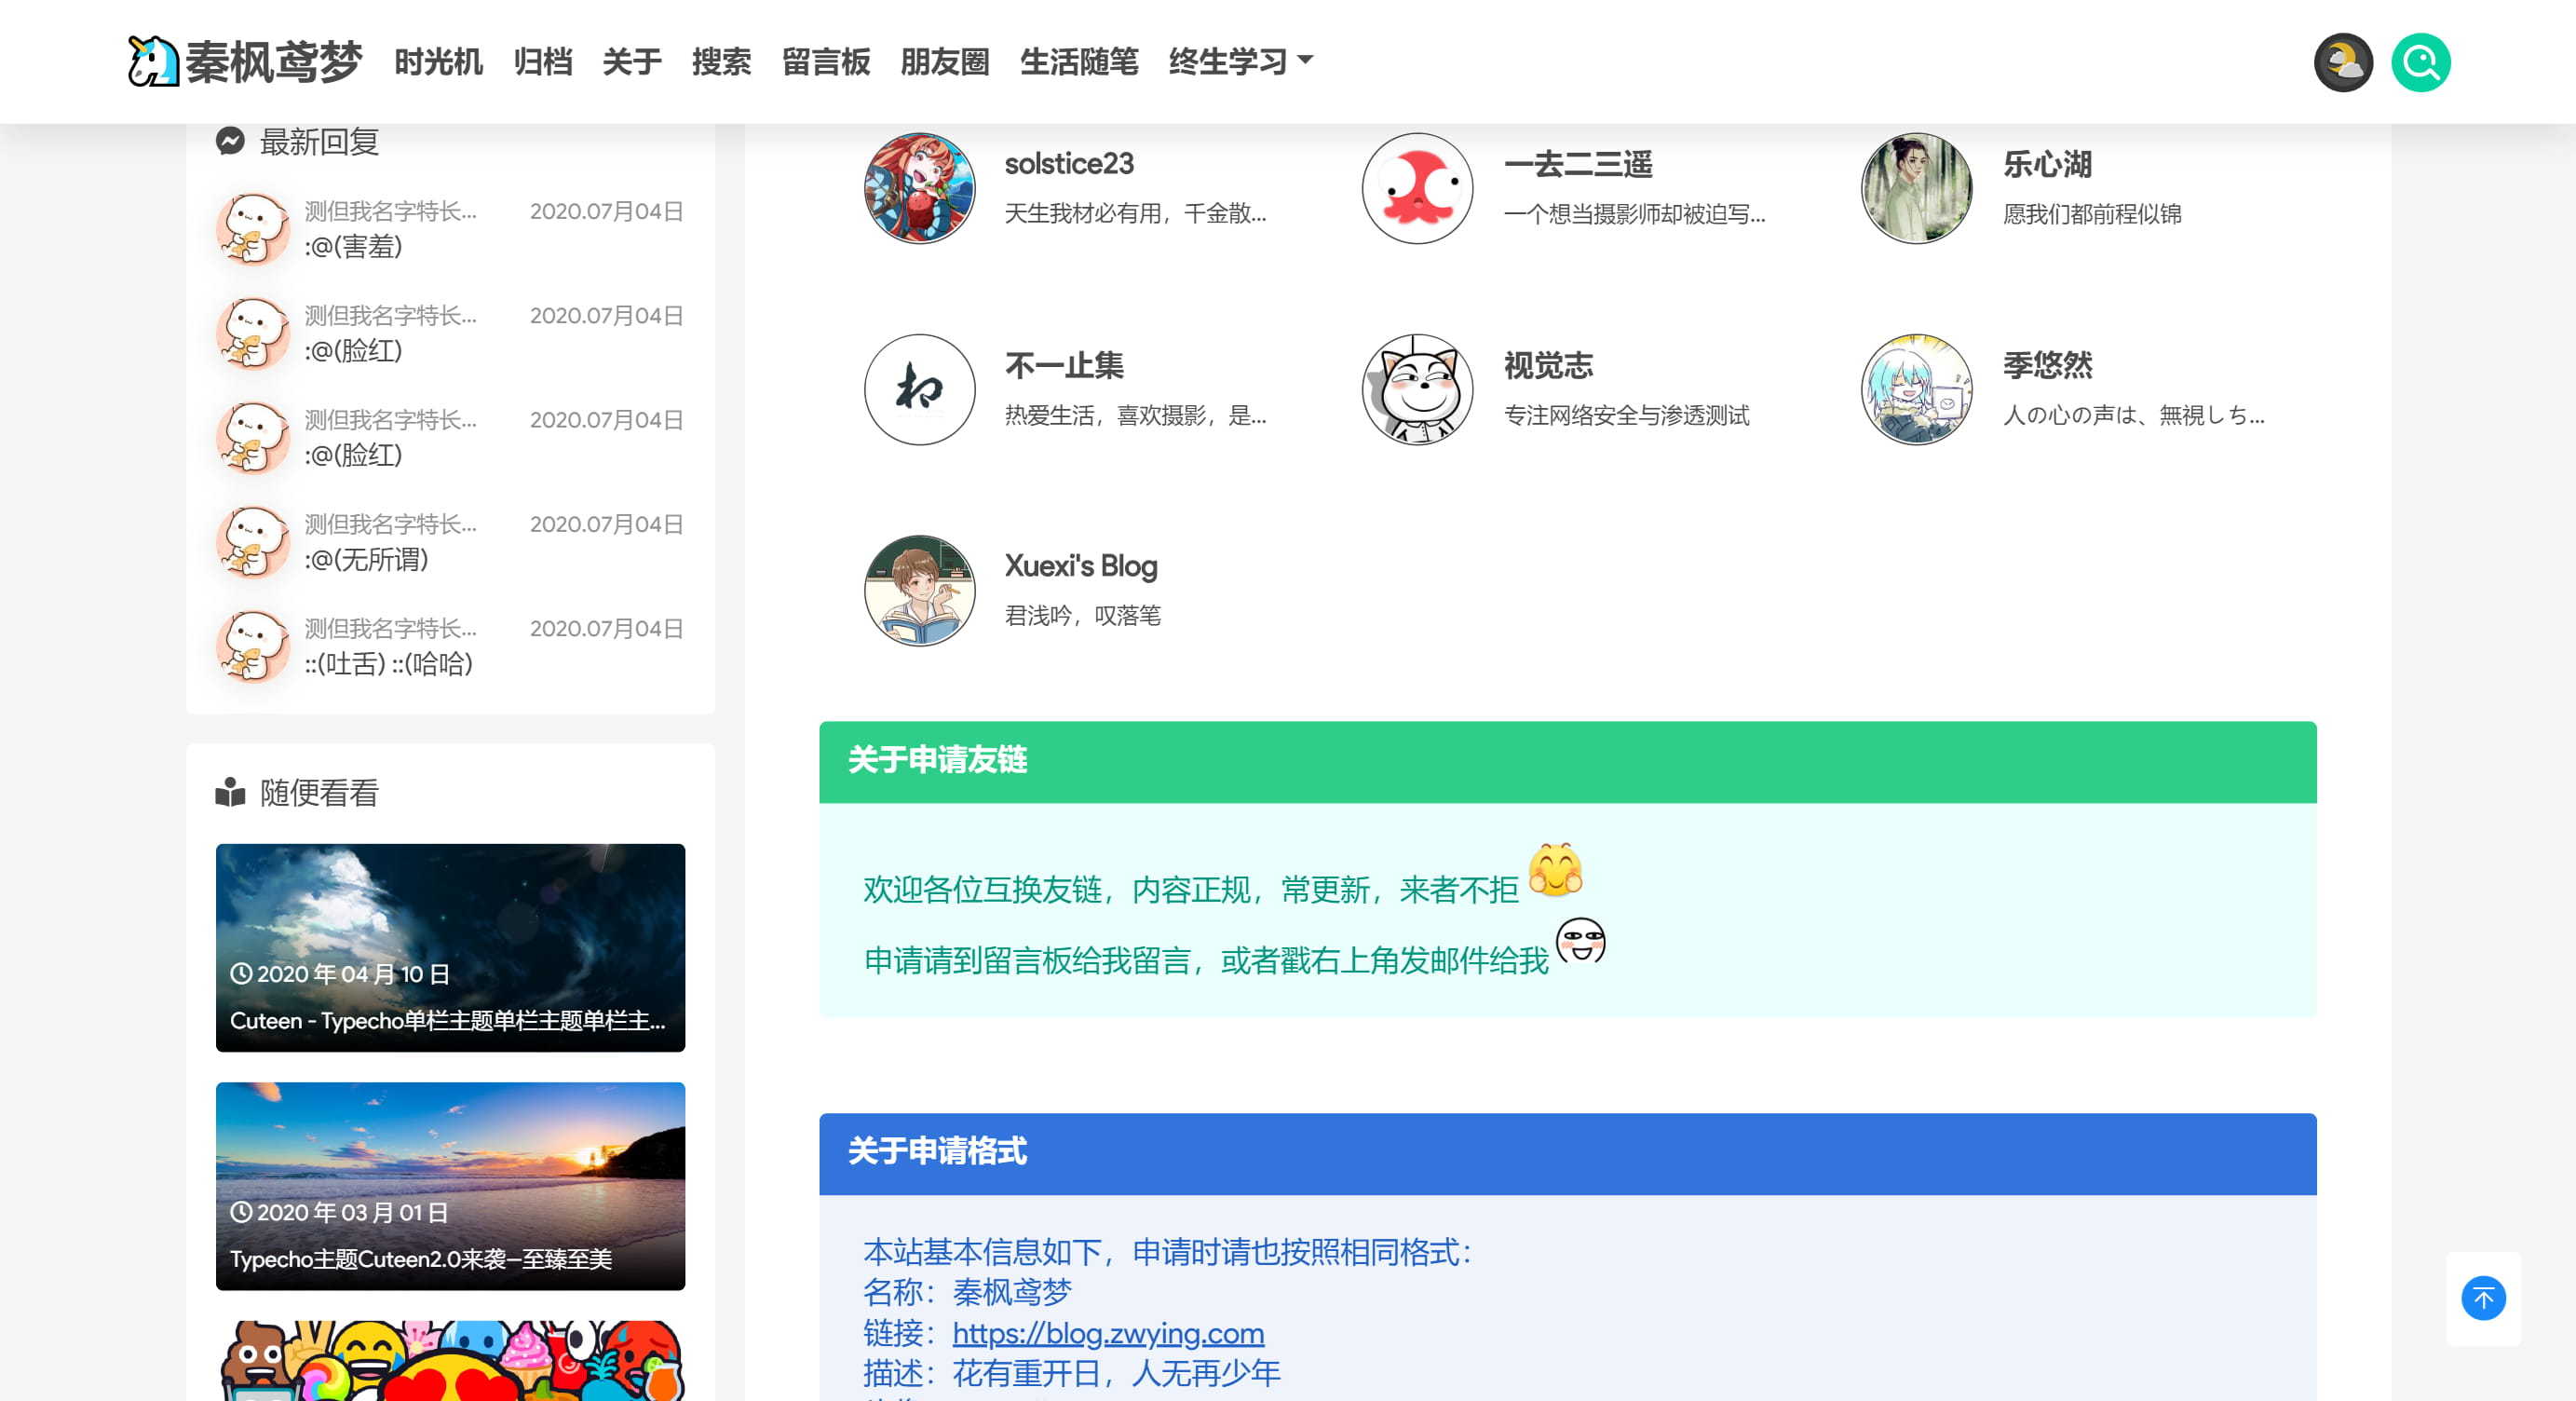 秦枫鸢梦 时光机 归档 关于 搜索 留言板 朋友圈 生活随笔 终生学习
最新回复
测但我名字特长... 2020.07月04日
:@(害羞)
测但我名字特长... 2020.07月04日
:@(脸红)
测但我名字特长... 2020.07月04日
:@(脸红)
测但我名字特长... 2020.07月04日
:@(无所谓)
测但我名字特长... 2020.07月04日
::(吐舌) ::(哈哈)
随便看看
2020 年 04 月 10 日
Cuteen - Typecho单栏主题单栏主题单栏主...
2020 年 03 月 01 日
Typecho主题Cuteen2.0来袭—至臻至美
solstice23
天生我材必有用，千金散...
一去二三遥
一个想当摄影师却被迫写...
乐心湖
愿我们都前程似锦
不一止集
热爱生活，喜欢摄影，是...
视觉志
专注网络安全与渗透测试
季悠然
人の心の声は、無視しち...
Xuexi's Blog
君浅吟，叹落笔
关于申请友链
欢迎各位互换友链，内容正规，常更新，来者不拒
申请请到留言板给我留言，或者戳右上角发邮件给我
关于申请格式
本站基本信息如下，申请时请也按照相同格式：
名称：秦枫鸢梦
链接：https://blog.zwying.com
描述：花有重开日，人无再少年